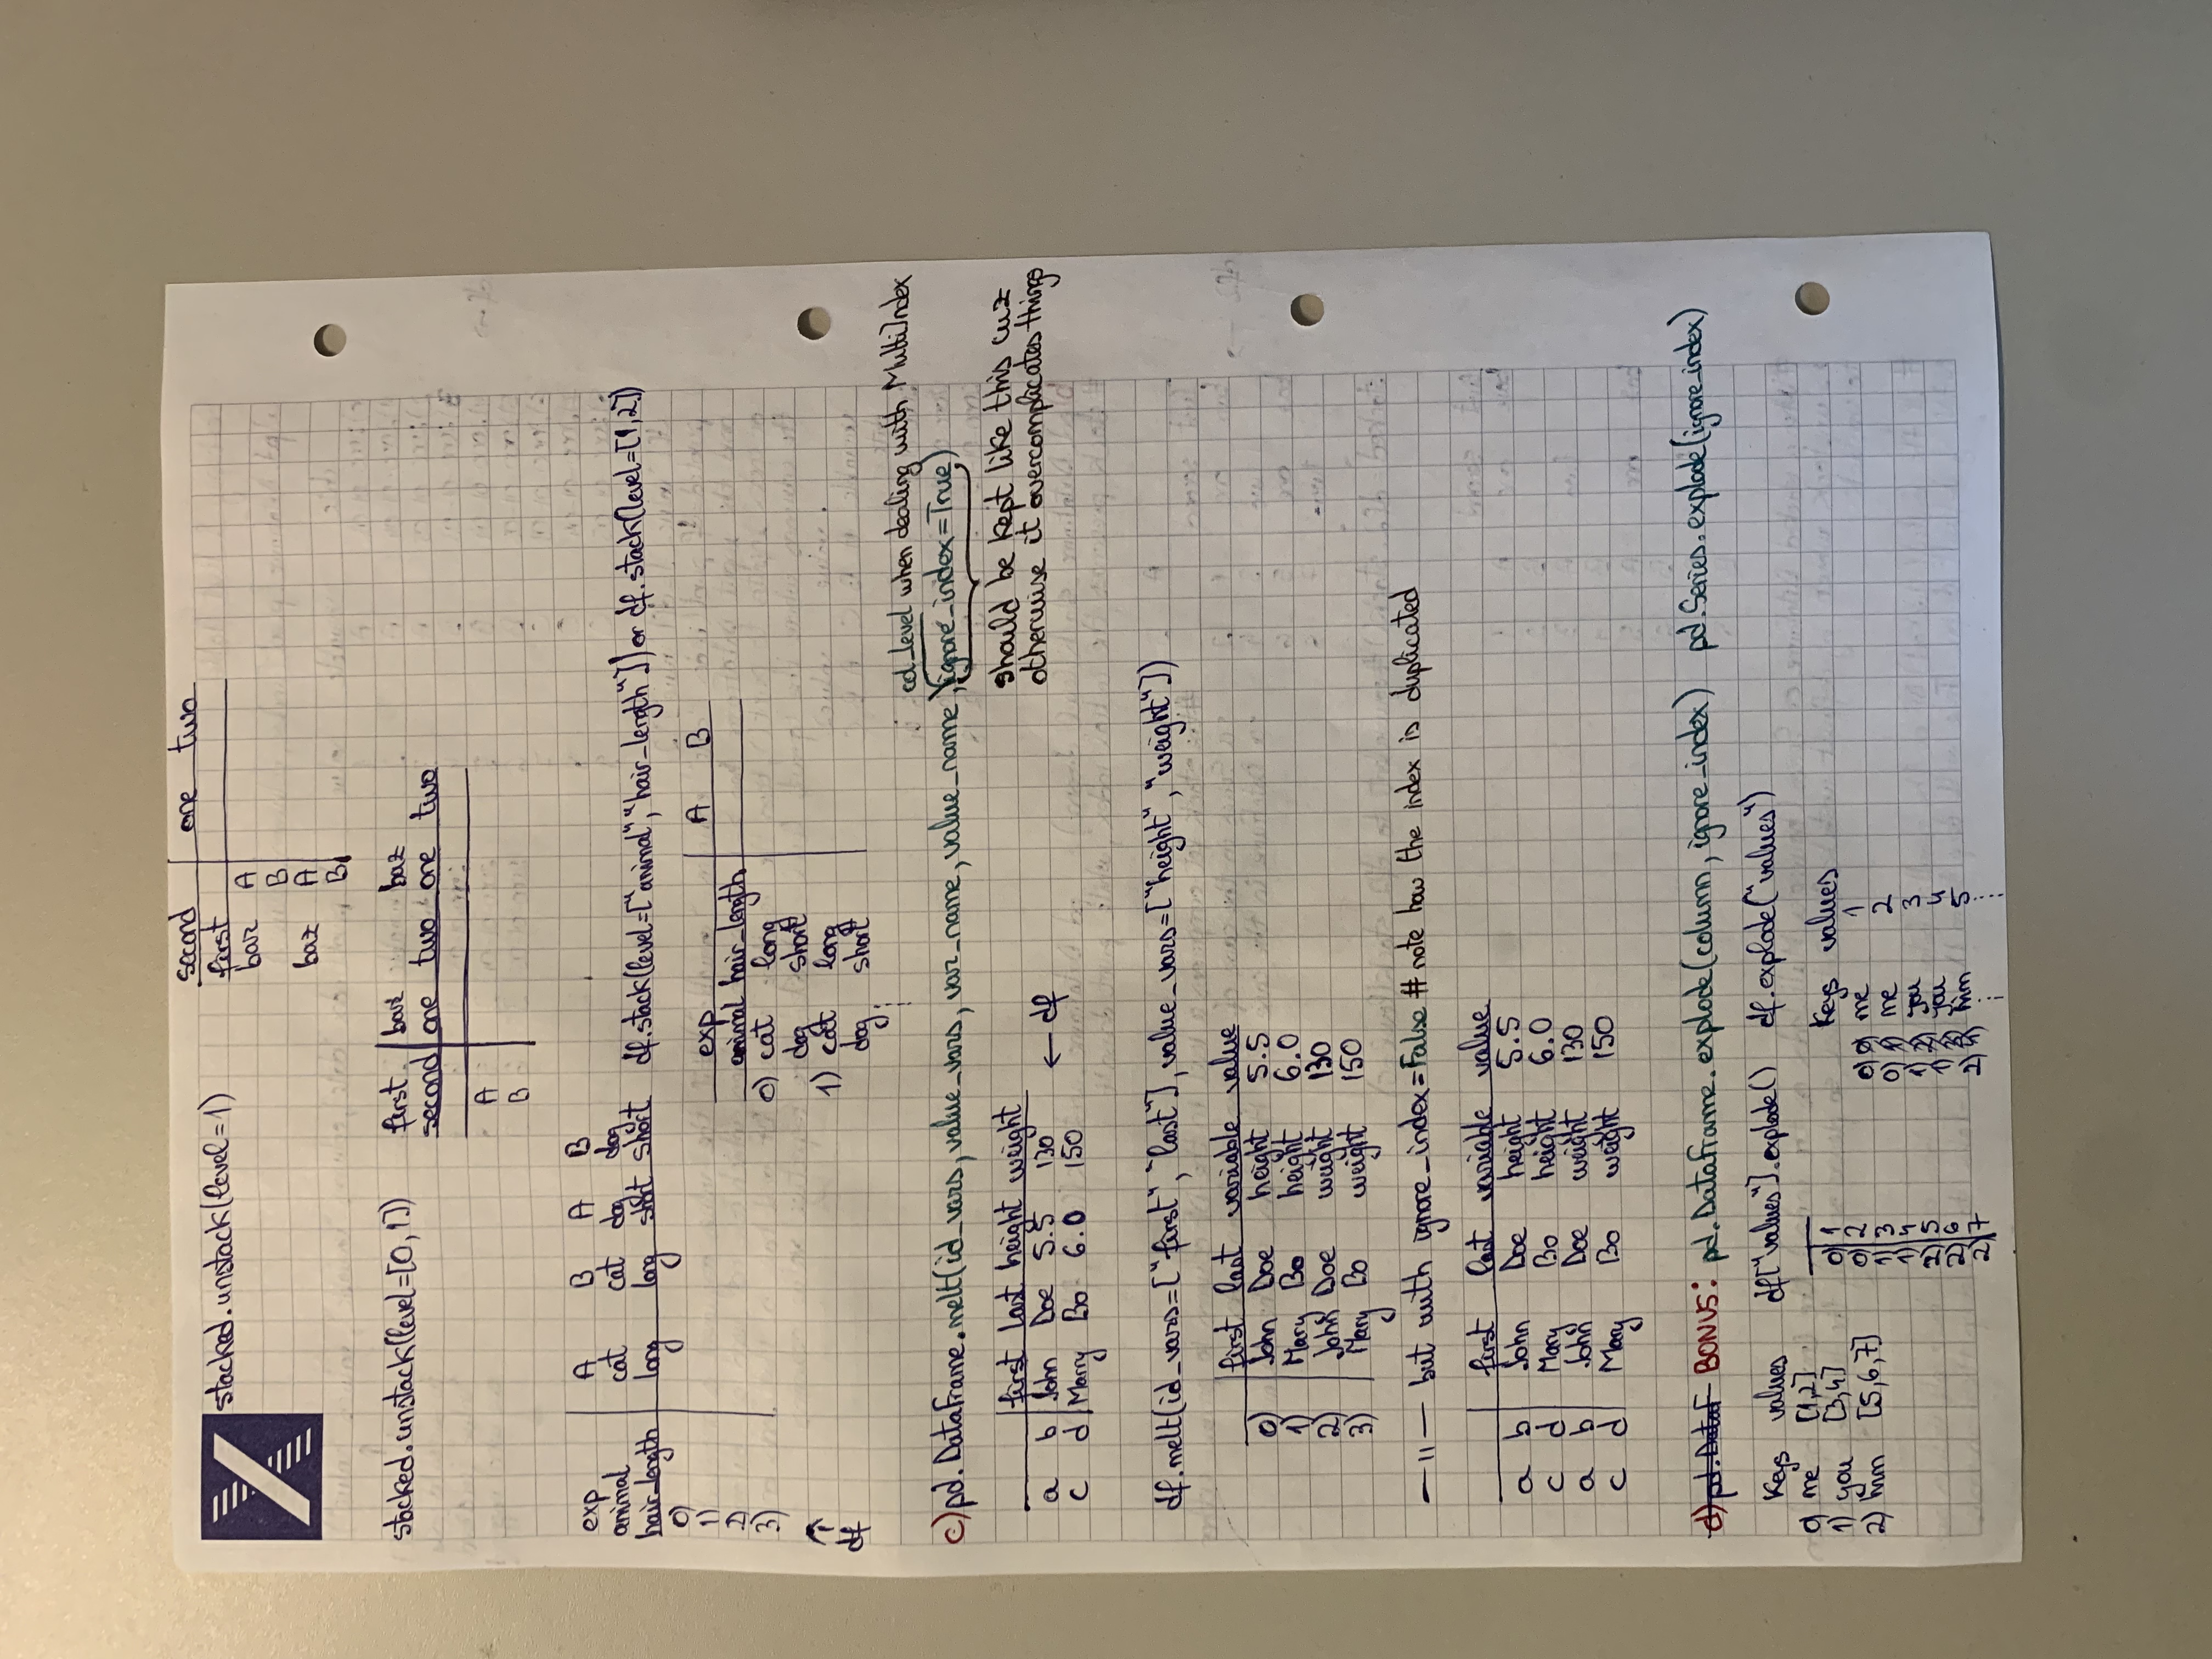 stacked.unstack(level=1)
second one two
first
bar A
B
baz A
B
stacked.unstack(level=[0,1])
first bar baz
second one two one two
A
B
exp A B A B
animal cat cat dog dog
hair_length long long short short
0)
1)
2)
3)
df
df.stack(level=["animal","hair_length"]) or df.stack(level=[1,2])
exp A B
animal hair_length
0) cat long
dog short
1) cat long
dog short
col_level when dealing with MultiIndex
c) pd.DataFrame.melt(id_vars, value_vars, var_name, value_name, ignore_index=True)
should be kept like this cuz
otherwise it overcomplicates things
first last height weight
a b John Doe 5.5 130 ← df
c d Marry Bo 6.0 150
df.melt(id_vars=["first", "last"], value_vars=["height", "weight"])
first last variable value
0) John Doe height 5.5
1) Mary Bo height 6.0
2) John Doe weight 130
3) Mary Bo weight 150
—11— but with ignore_index=False # note how the index is duplicated
first last variable value
a b John Doe height 5.5
c d Mary Bo height 6.0
a b John Doe weight 130
c d Mary Bo weight 150
d) pd.Dataf BONUS: pd.DataFrame.explode(column, ignore_index) pd.Series.explode(ignore_index)
Keys values
0) me [1,2]
1) you [3,4]
2) him [5,6,7]
df["values"].explode()
0) 1
0) 2
1) 3
1) 4
2) 5
2) 6
2) 7
df.explode("values")
Keys values
0) me 1
0) me 2
1) you 3
1) you 4
2) him 5